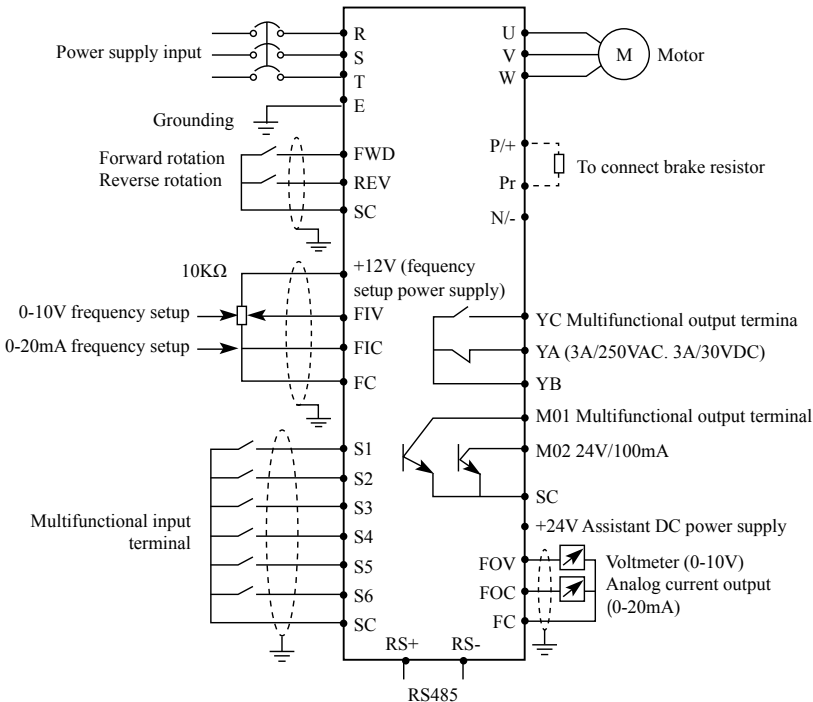 Power supply input
R
S
T
E
Grounding
Forward rotation
Reverse rotation
FWD
REV
SC
10KΩ
+12V (fequency
setup power supply)
0-10V frequency setup
FIV
0-20mA frequency setup
FIC
FC
Multifunctional input
terminal
S1
S2
S3
S4
S5
S6
SC
U
V
W
M
Motor
P/+
Pr
To connect brake resistor
N/-
YC Multifunctional output termina
YA (3A/250VAC. 3A/30VDC)
YB
M01 Multifunctional output terminal
M02 24V/100mA
SC
+24V Assistant DC power supply
FOV
Voltmeter (0-10V)
FOC
Analog current output
(0-20mA)
FC
RS+
RS-
RS485